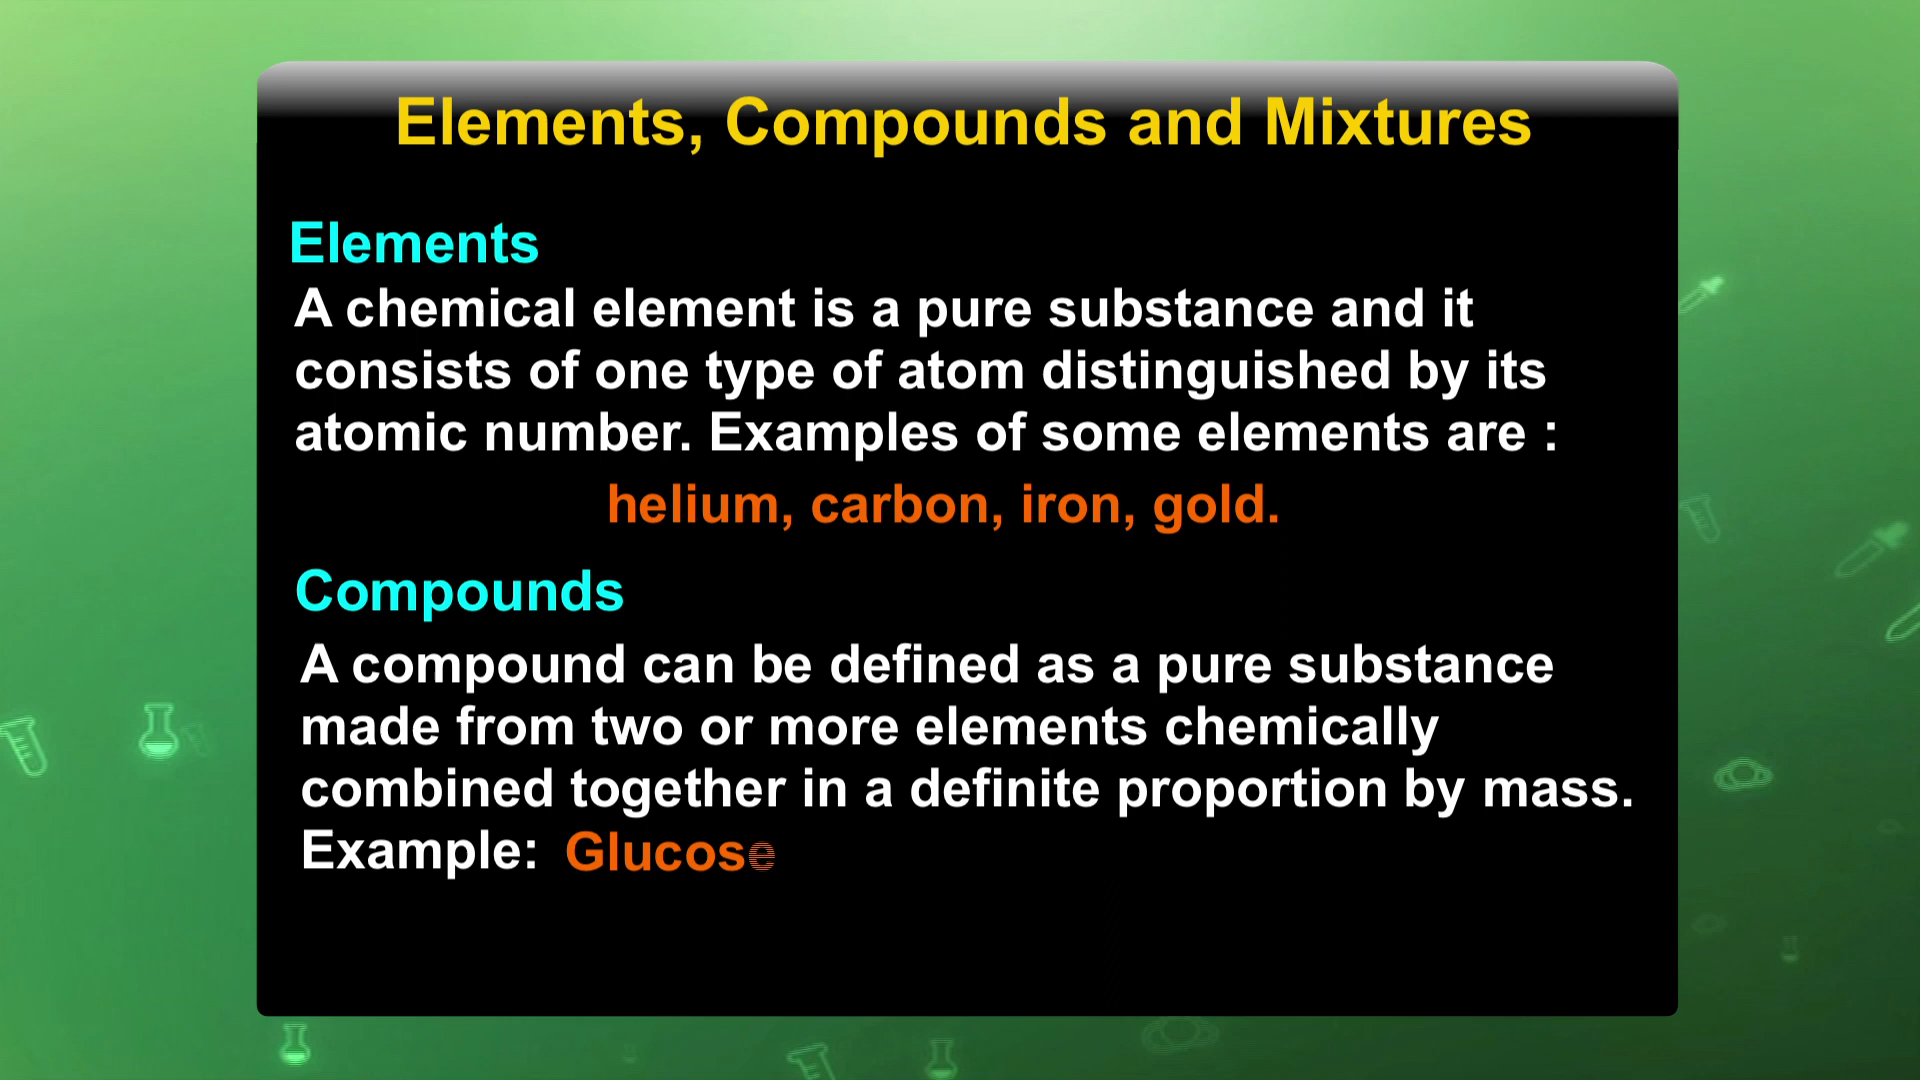 Elements, Compounds and Mixtures
Elements
A chemical element is a pure substance and it
consists of one type of atom distinguished by its
atomic number. Examples of some elements are :
helium, carbon, iron, gold.
Compounds
A compound can be defined as a pure substance
made from two or more elements chemically
combined together in a definite proportion by mass.
Example: Glucose